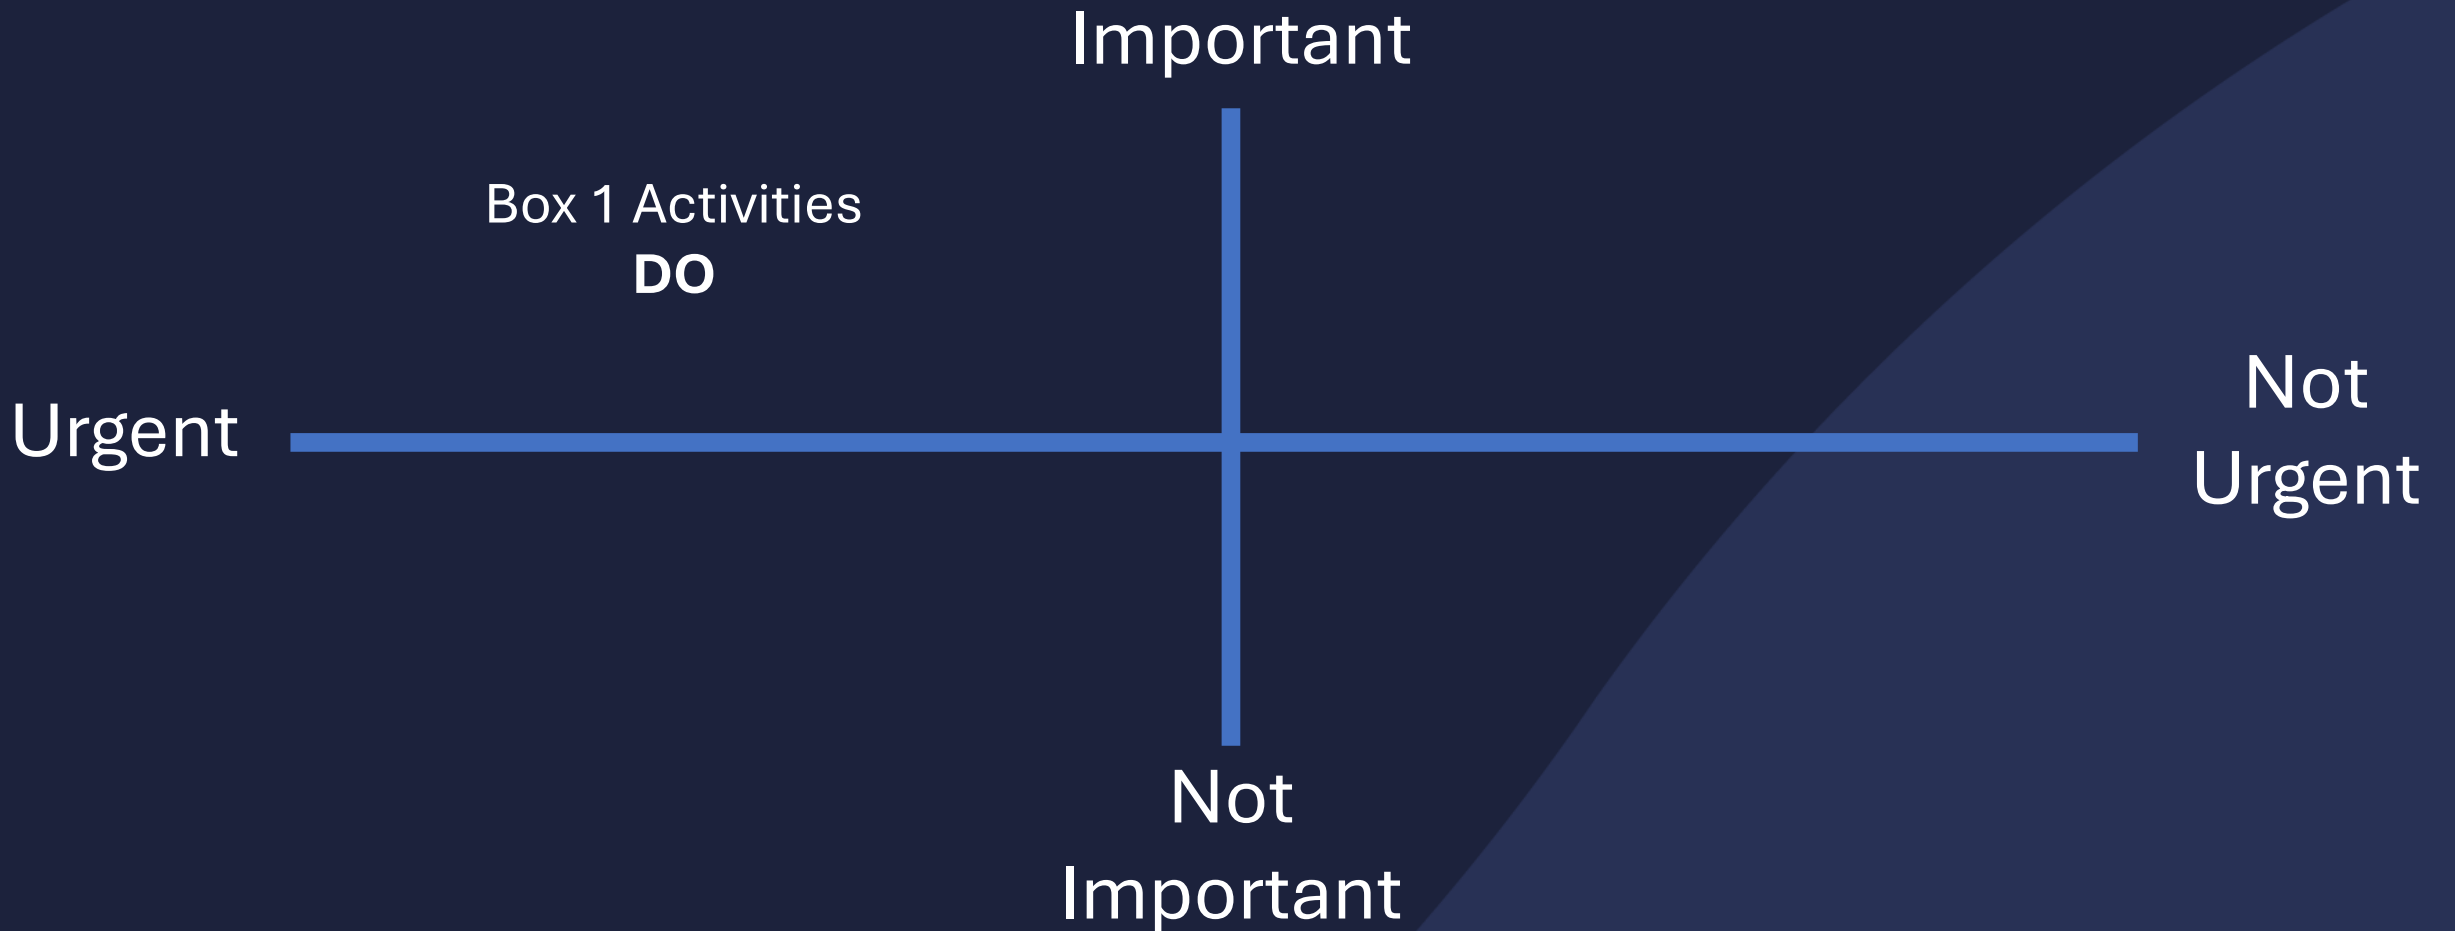 Important
Box 1 Activities
DO
Urgent
Not
Urgent
Not
Important